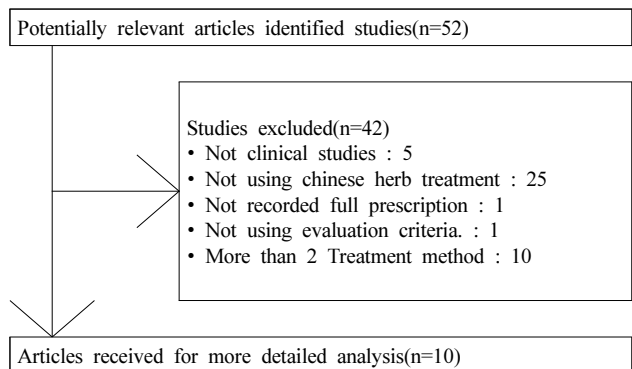 Potentially relevant articles identified studies(n=52)
Studies excluded(n=42)
• Not clinical studies : 5
• Not using chinese herb treatment : 25
• Not recorded full prescription : 1
• Not using evaluation criteria. : 1
• More than 2 Treatment method : 10
Articles received for more detailed analysis(n=10)